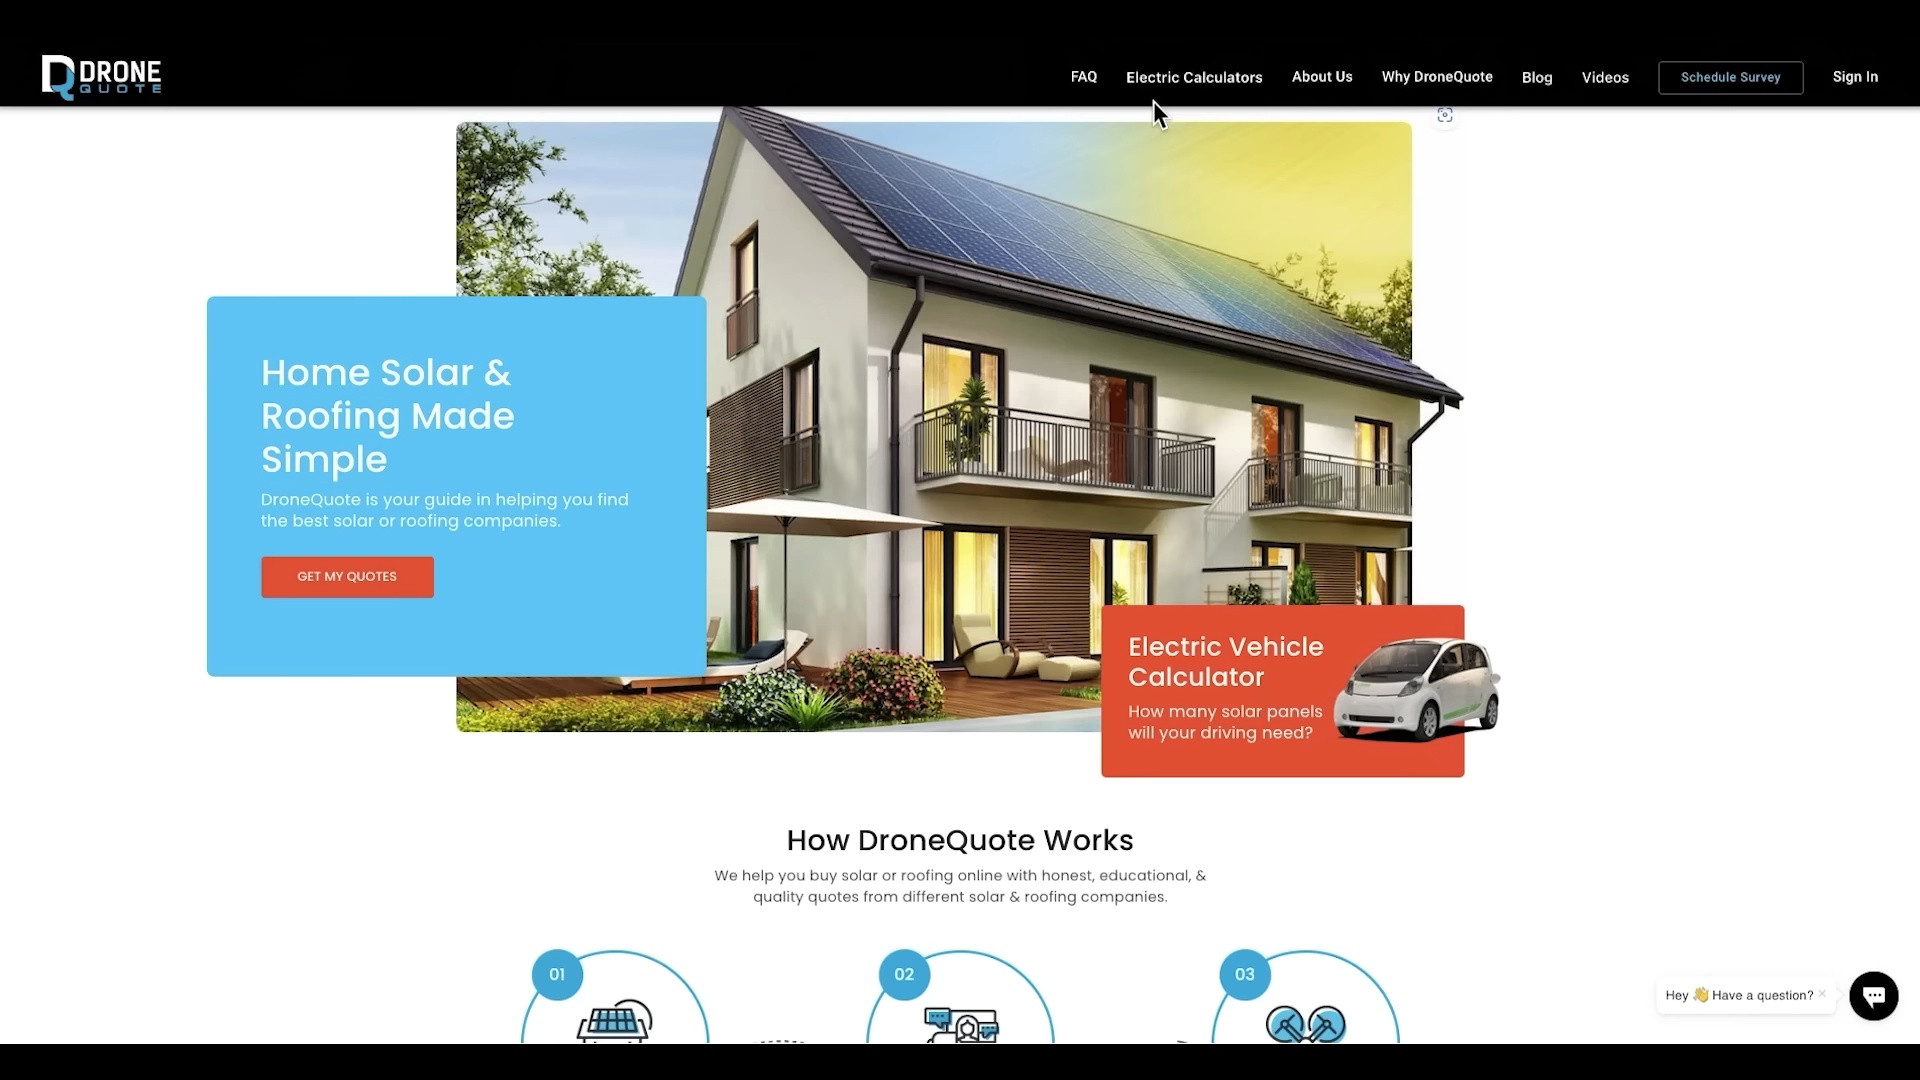 DRONE
QUOTE
FAQ
Electric Calculators
About Us
Why DroneQuote
Blog
Videos
Schedule Survey
Sign In
Home Solar &
Roofing Made
Simple
DroneQuote is your guide in helping you find
the best solar or roofing companies.
GET MY QUOTES
Electric Vehicle
Calculator
How many solar panels
will your driving need?
How DroneQuote Works
We help you buy solar or roofing online with honest, educational, &
quality quotes from different solar & roofing companies.
01
02
03
Hey 👋 Have a question?